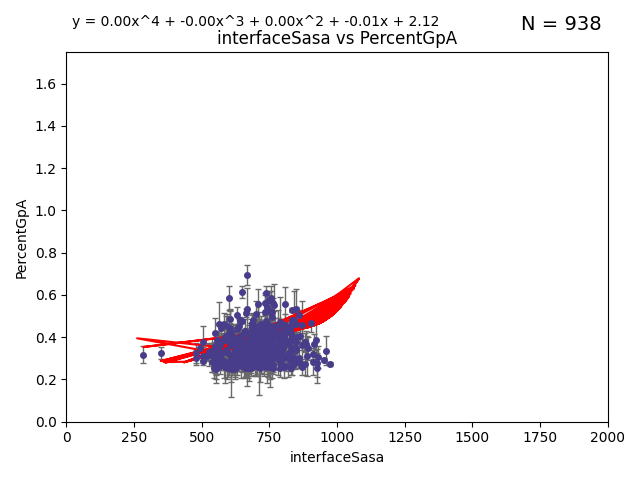 y = 0.00x^4 + -0.00x^3 + 0.00x^2 + -0.01x + 2.12
N = 938
interfaceSasa vs PercentGpA
PercentGpA
1.6
1.4
1.2
1.0
0.8
0.6
0.4
0.2
0.0
0 250 500 750 1000 1250 1500 1750 2000
interfaceSasa